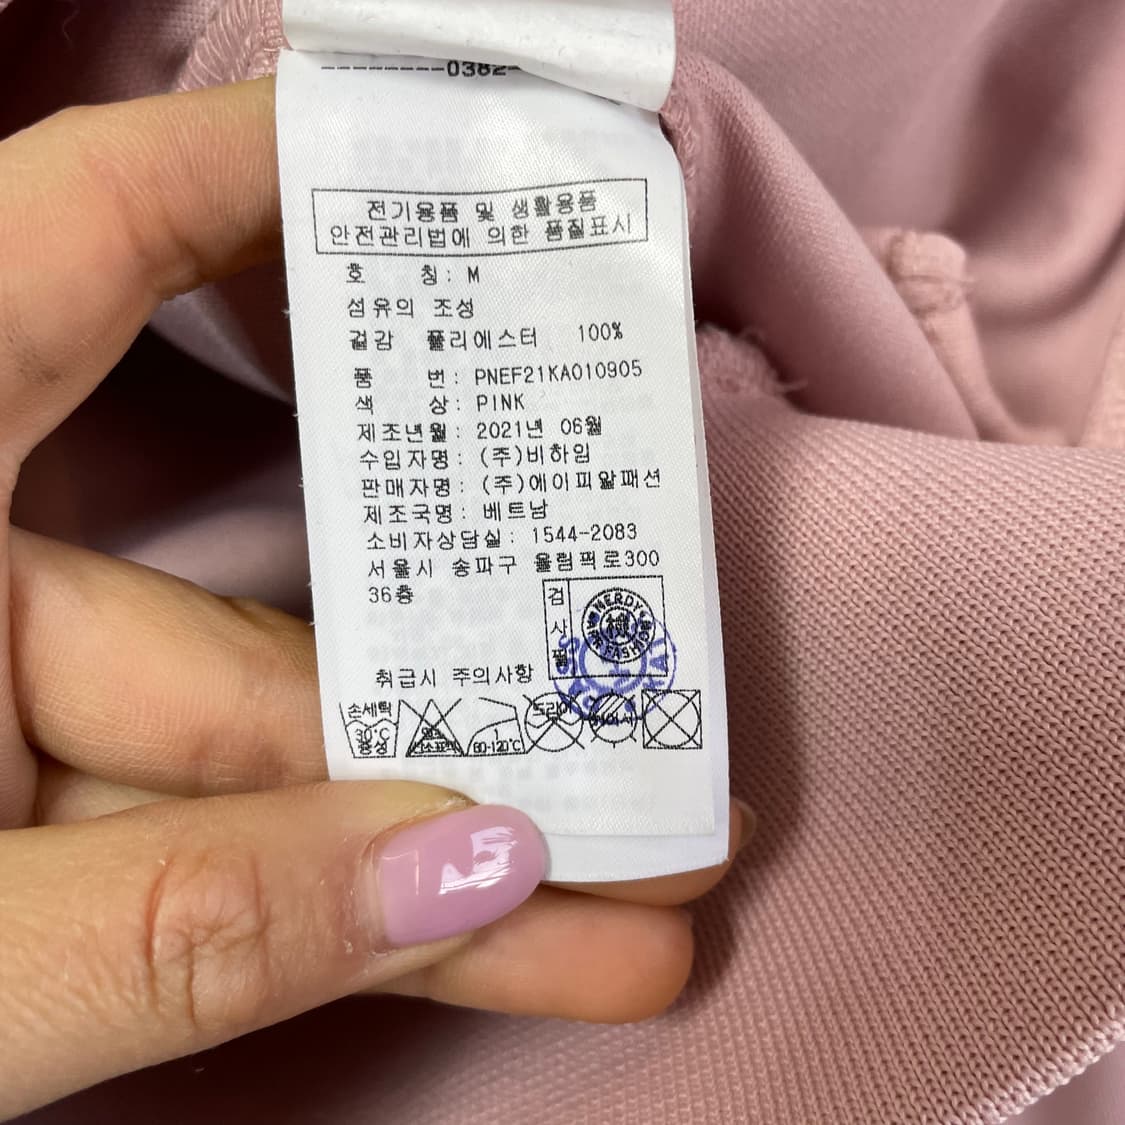 --------0382-
전기용품 및 생활용품
안전관리법에 의한 품질표시
호 칭: M
섬유의 조성
겉감 폴리에스터 100%
품 번: PNEF21KA010905
색 상: PINK
제조년월: 2021년 06월
수입자명: (주)비하임
판매자명: (주)에이피알패션
제조국명: 베트남
소비자상담실: 1544-2083
서울시 송파구 올림픽로300
36층
검사필
NERDY
APR FASHION
취급시 주의사항
손세탁
30°C
중성
1
80-120°C
드라이